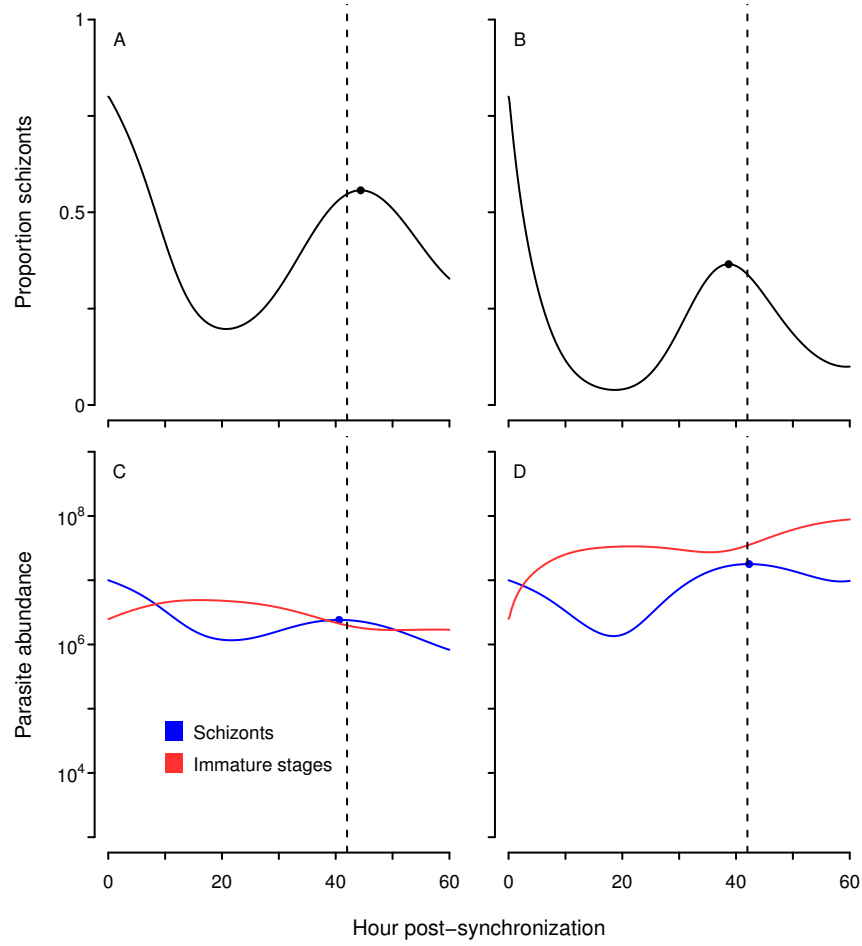 Proportion schizonts
1
0.5
0
A
B
Parasite abundance
10^8
10^6
10^4
C
D
Schizonts
Immature stages
0 20 40 60
0 20 40 60
Hour post−synchronization